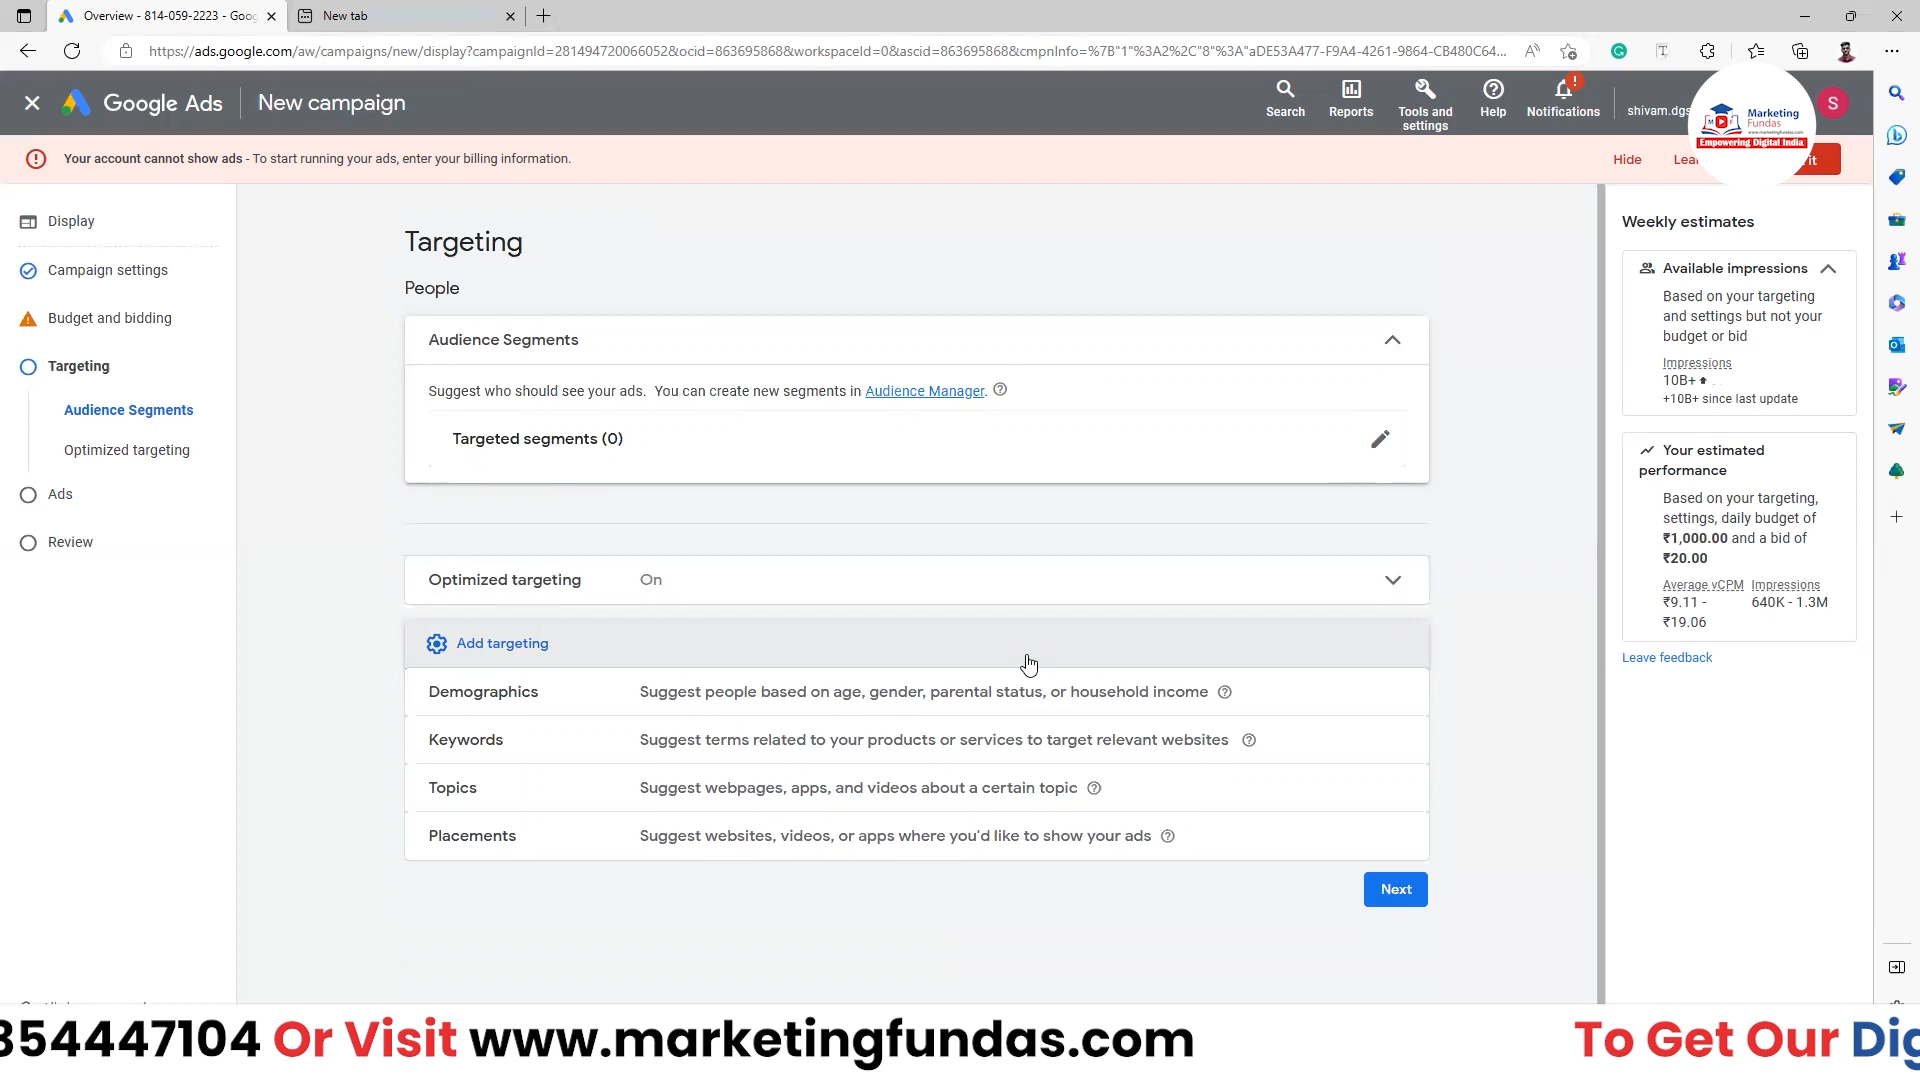 Overview - 814-059-2223 - Goog
New tab
https://ads.google.com/aw/campaigns/new/display?campaignId=281494720066052&ocid=863695868&workspaceId=0&ascid=863695868&cmpnInfo=%7B"1"%3A2%2C"8"%3A"aDE53A477-F9A4-4261-9864-CB480C64...
Google Ads
New campaign
Search
Reports
Tools and settings
Help
Notifications
shivam.dgs
Marketing
Fundas
www.marketingfundas.com
Empowering Digital India
S
Your account cannot show ads - To start running your ads, enter your billing information.
Hide
Lea
it
Display
Campaign settings
Budget and bidding
Targeting
Audience Segments
Optimized targeting
Ads
Review
Targeting
People
Audience Segments
Suggest who should see your ads. You can create new segments in Audience Manager.
Targeted segments (0)
Optimized targeting On
Add targeting
Demographics Suggest people based on age, gender, parental status, or household income
Keywords Suggest terms related to your products or services to target relevant websites
Topics Suggest webpages, apps, and videos about a certain topic
Placements Suggest websites, videos, or apps where you'd like to show your ads
Next
Weekly estimates
Available impressions
Based on your targeting
and settings but not your
budget or bid
Impressions
10B+
+10B+ since last update
Your estimated
performance
Based on your targeting,
settings, daily budget of
₹1,000.00 and a bid of
₹20.00
Average vCPM Impressions
₹9.11 - 640K - 1.3M
₹19.06
Leave feedback
354447104 Or Visit www.marketingfundas.com To Get Our Dig